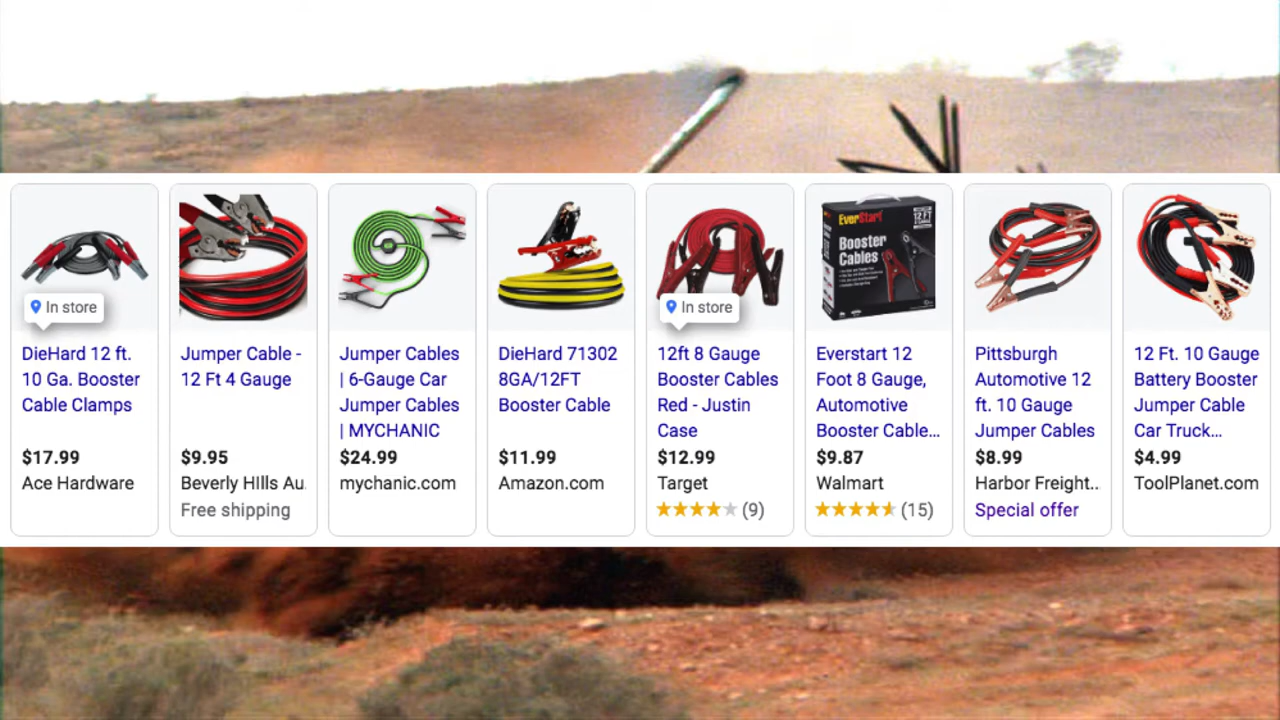 In store
DieHard 12 ft.
10 Ga. Booster
Cable Clamps
$17.99
Ace Hardware
Jumper Cable -
12 Ft 4 Gauge
$9.95
Beverly HIlls Au.
Free shipping
Jumper Cables
| 6-Gauge Car
Jumper Cables
| MYCHANIC
$24.99
mychanic.com
DieHard 71302
8GA/12FT
Booster Cable
$11.99
Amazon.com
In store
12ft 8 Gauge
Booster Cables
Red - Justin
Case
$12.99
Target
(9)
EverStart
12 FT
Booster
Cables
Everstart 12
Foot 8 Gauge,
Automotive
Booster Cable...
$9.87
Walmart
(15)
Pittsburgh
Automotive 12
ft. 10 Gauge
Jumper Cables
$8.99
Harbor Freight..
Special offer
12 Ft. 10 Gauge
Battery Booster
Jumper Cable
Car Truck...
$4.99
ToolPlanet.com